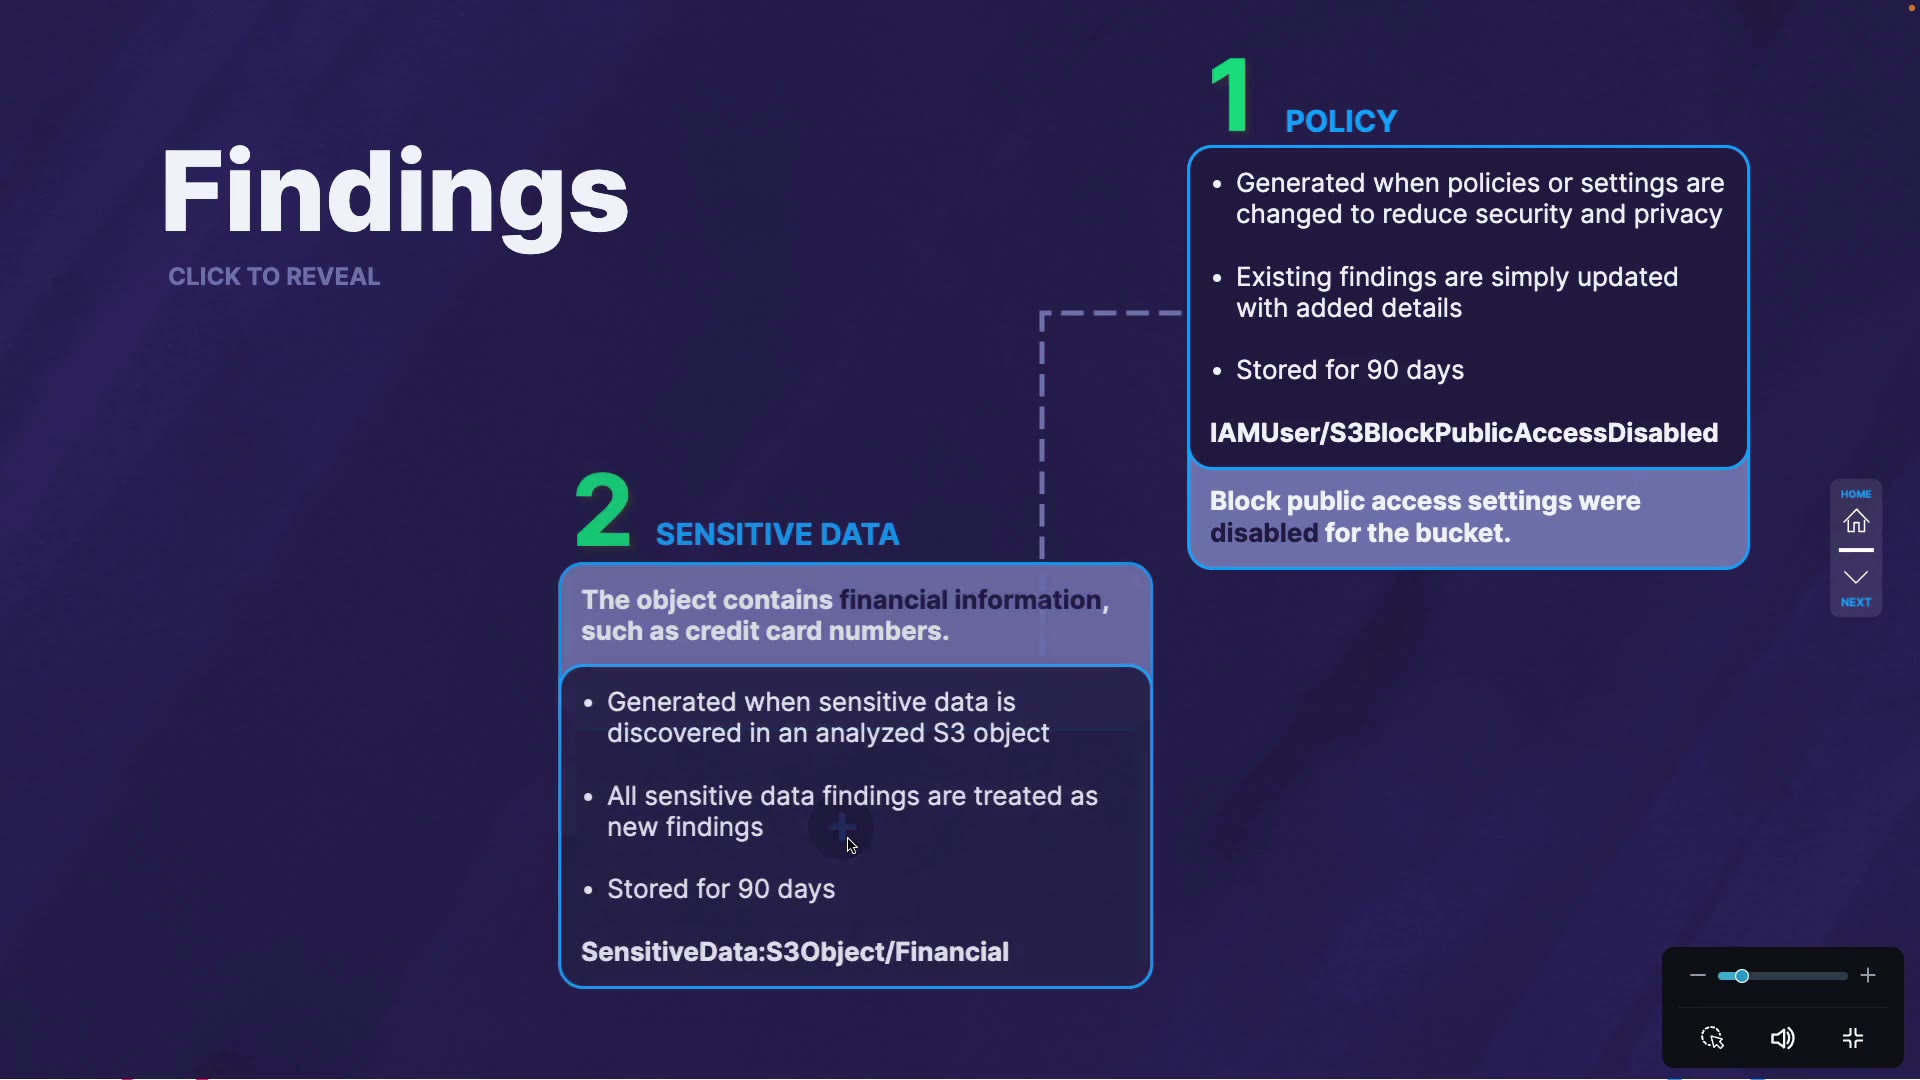 Findings
CLICK TO REVEAL
1 POLICY
• Generated when policies or settings are
changed to reduce security and privacy
• Existing findings are simply updated
with added details
• Stored for 90 days
IAMUser/S3BlockPublicAccessDisabled
Block public access settings were
disabled for the bucket.
2 SENSITIVE DATA
The object contains financial information,
such as credit card numbers.
• Generated when sensitive data is
discovered in an analyzed S3 object
• All sensitive data findings are treated as
new findings
• Stored for 90 days
SensitiveData:S3Object/Financial
HOME
NEXT